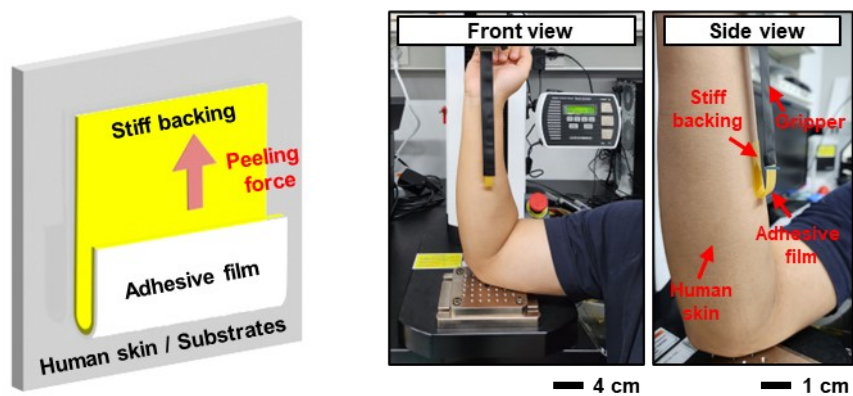 Stiff backing
Peeling
force
Adhesive film
Human skin / Substrates
Front view
4 cm
Side view
Stiff
backing
Gripper
Adhesive
film
Human
skin
1 cm